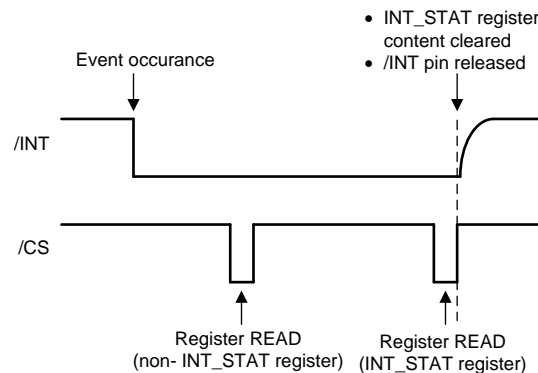 • INT_STAT register
content cleared
• /INT pin released
Event occurance
/INT
/CS
Register READ
(non- INT_STAT register)
Register READ
(INT_STAT register)